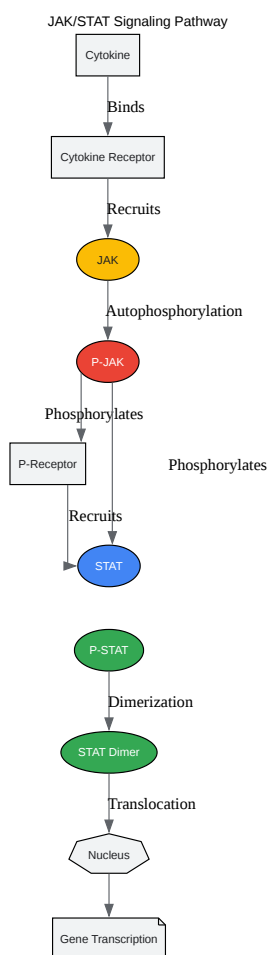 JAK/STAT Signaling Pathway
Cytokine
Binds
Cytokine Receptor
Recruits
JAK
Autophosphorylation
P-JAK
Phosphorylates
P-Receptor
Phosphorylates
Recruits
STAT
P-STAT
Dimerization
STAT Dimer
Translocation
Nucleus
Gene Transcription